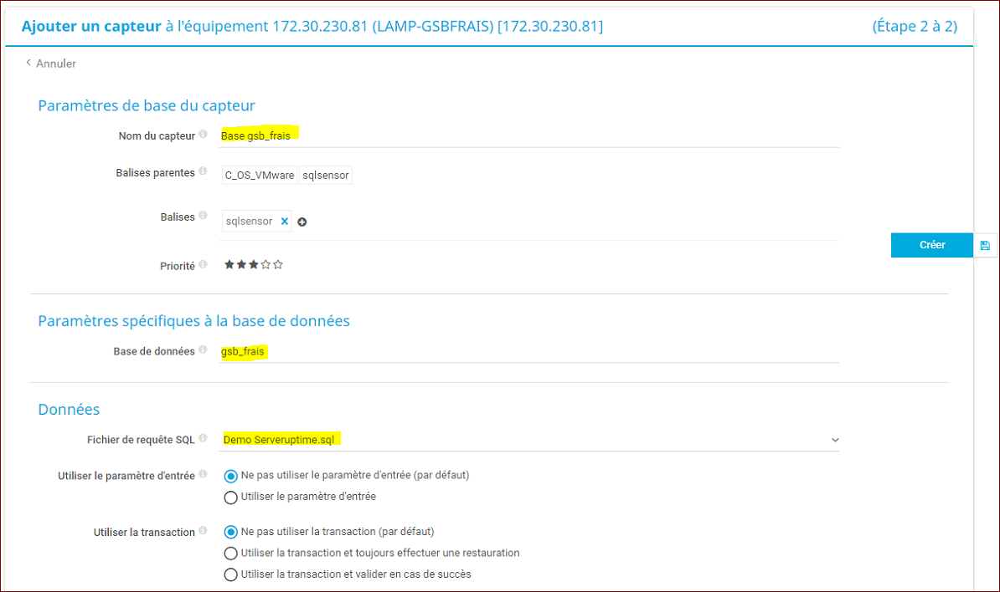 Ajouter un capteur à l'équipement 172.30.230.81 (LAMP-GSBFRAIS) [172.30.230.81] (Étape 2 à 2)
Annuler
Paramètres de base du capteur
Nom du capteur Base gsb_frais
Balises parentes C_OS_VMware sqlsensor
Balises sqlsensor
Priorité
Créer
Paramètres spécifiques à la base de données
Base de données gsb_frais
Données
Fichier de requête SQL Demo Serveruptime.sql
Utiliser le paramètre d'entrée Ne pas utiliser le paramètre d'entrée (par défaut)
Utiliser le paramètre d'entrée
Utiliser la transaction Ne pas utiliser la transaction (par défaut)
Utiliser la transaction et toujours effectuer une restauration
Utiliser la transaction et valider en cas de succès